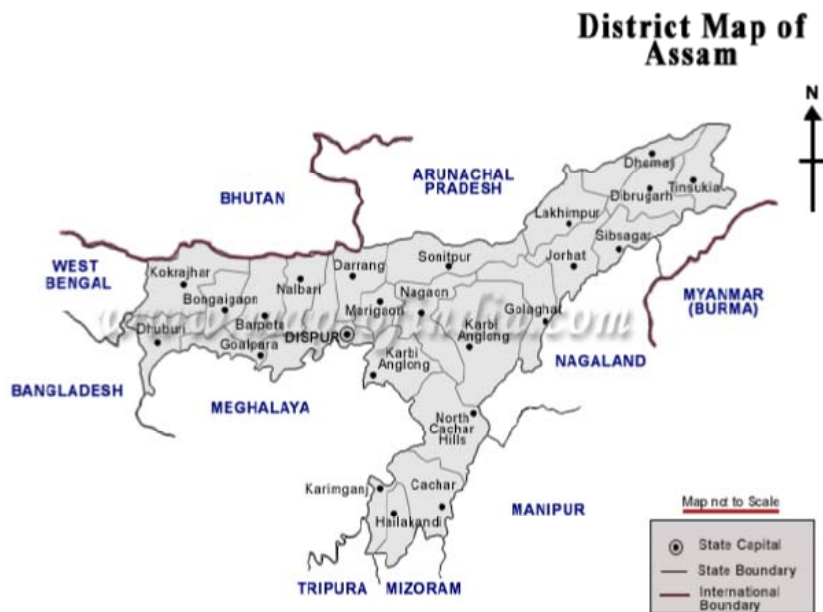 District Map of
Assam
N
ARUNACHAL
PRADESH
BHUTAN
WEST
BENGAL
BANGLADESH
MEGHALAYA
NAGALAND
MYANMAR
(BURMA)
MANIPUR
TRIPURA
MIZORAM
Dhemaji
Tinsukia
Dibrugarh
Lakhimpur
Sibsagar
Jorhat
Sonitpur
Darrang
Kokrajhar
Nalbari
Bongaigaon
Barpeta
Marigaon
Nagaon
Golaghat
Dhuburi
Goalpara
DISPUR
Karbi
Anglong
Karbi
Anglong
North
Cachar
Hills
Karimganj
Cachar
Hailakandi
Map not to Scale
State Capital
State Boundary
International
Boundary